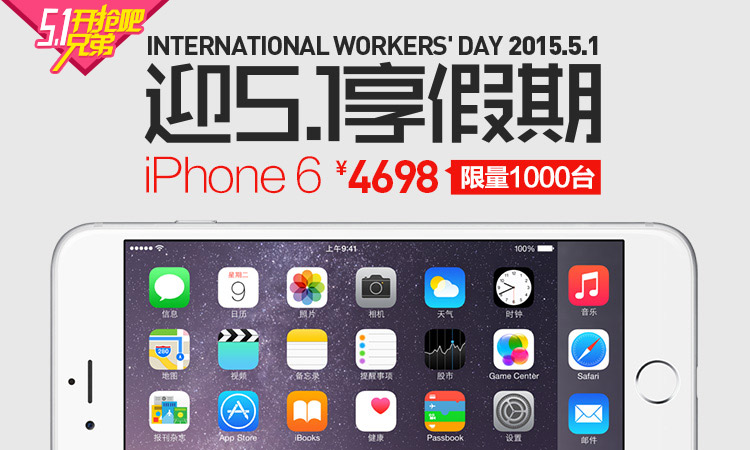 5.1开抢吧
兄弟
INTERNATIONAL WORKERS' DAY 2015.5.1
迎5.1享假期
iPhone 6 ¥4698 限量1000台
上午9:41 100%
信息 星期二 9 日历 照片 相机 天气 时钟 音乐
280 地图 视频 备忘录 提醒事项 股市 Game Center Safari
报刊杂志 App Store iBooks 健康 Passbook 设置 邮件